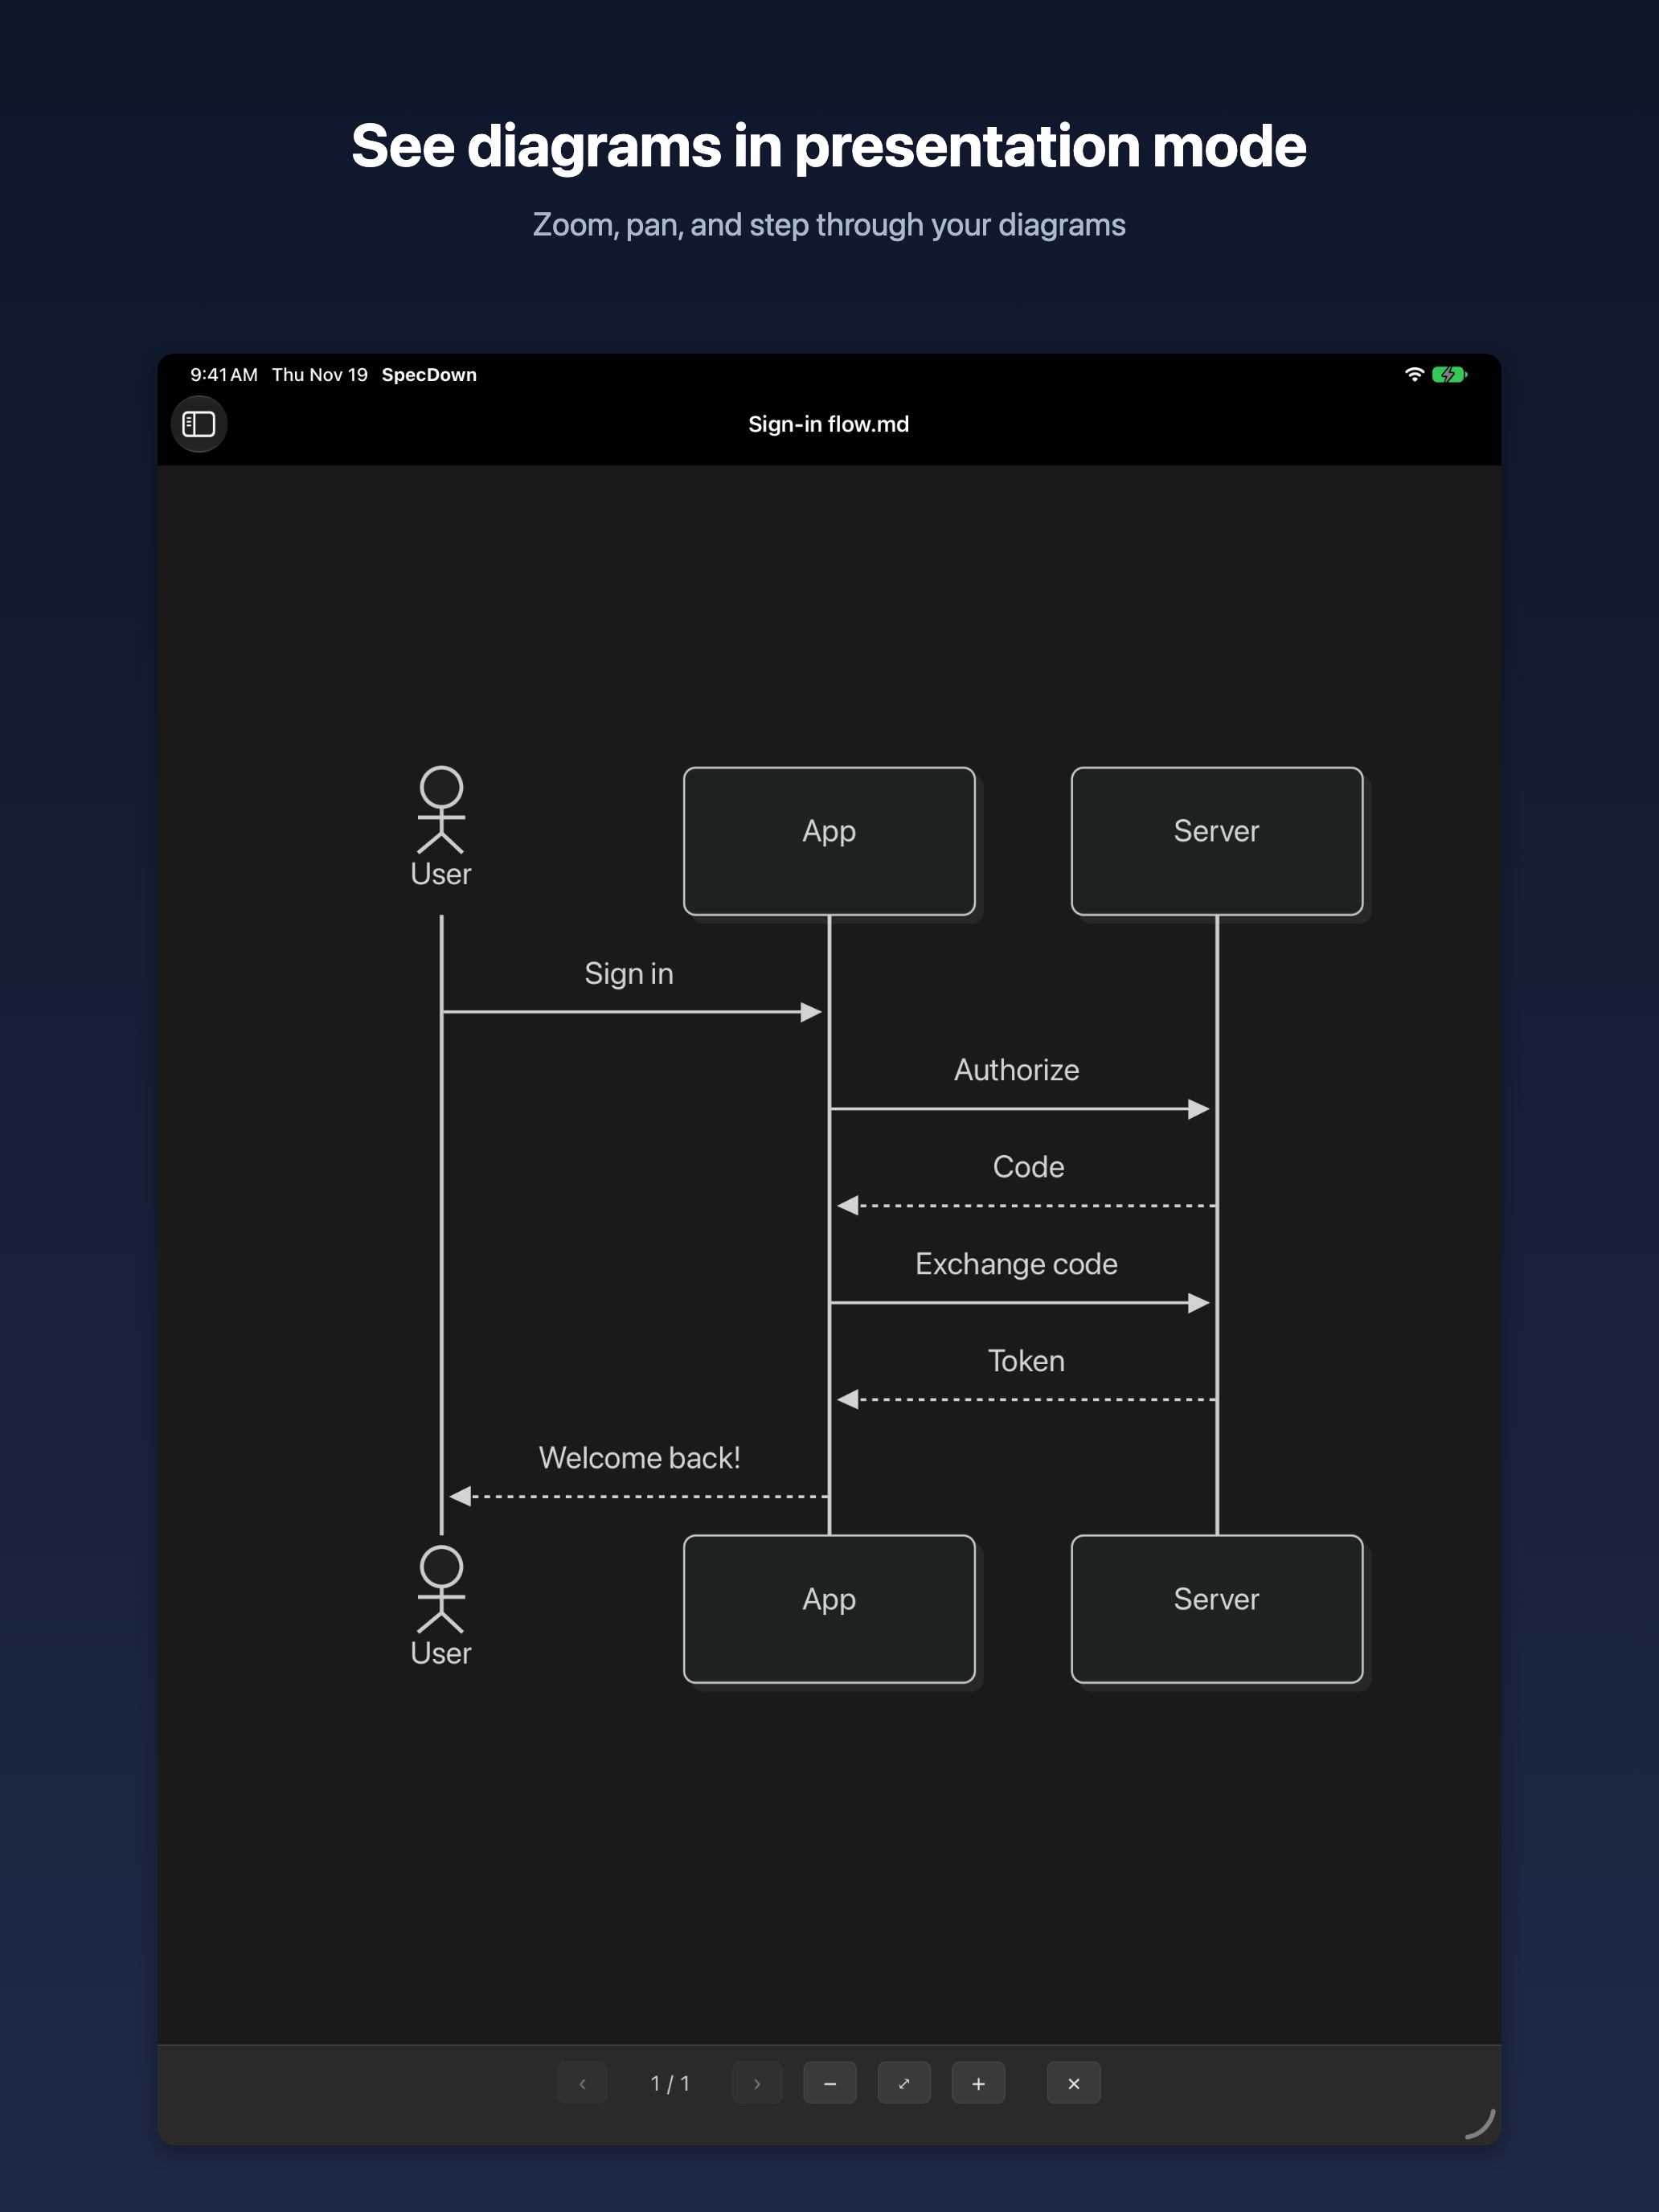 See diagrams in presentation mode
Zoom, pan, and step through your diagrams
9:41 AM Thu Nov 19 SpecDown
Sign-in flow.md
User App Server
Sign in
Authorize
Code
Exchange code
Token
Welcome back!
User App Server
1 / 1